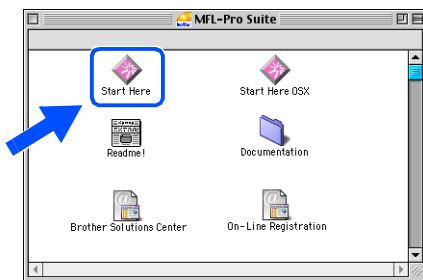 MFL-Pro Suite
Start Here
Start Here OSX
Readme!
Documentation
Brother Solutions Center
On-Line Registration